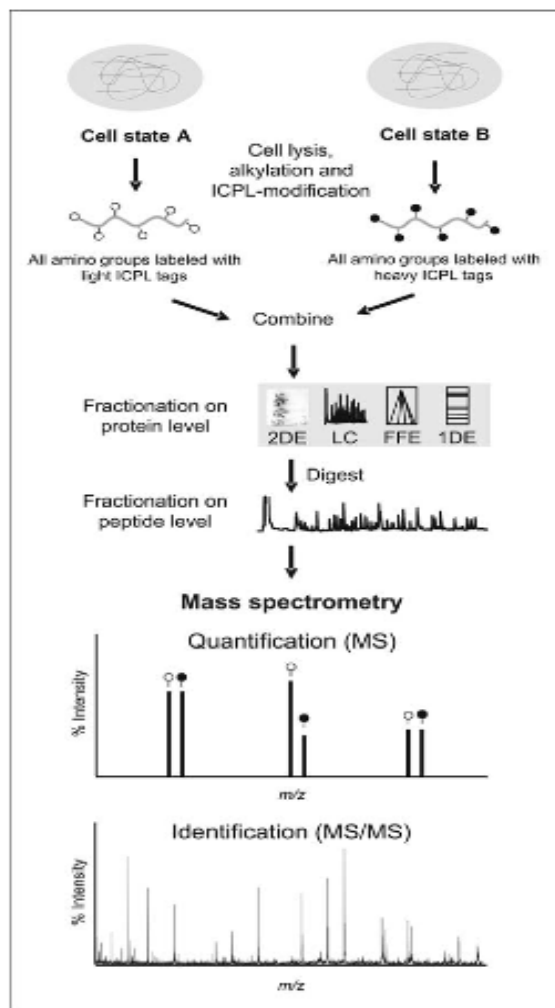 Cell state A
Cell state B
Cell lysis,
alkylation and
ICPL-modification
All amino groups labeled with
light ICPL tags
All amino groups labeled with
heavy ICPL tags
Combine
Fractionation on
protein level
2DE LC FFE 1DE
Digest
Fractionation on
peptide level
Mass spectrometry
Quantification (MS)
% Intensity
m/z
Identification (MS/MS)
% Intensity
m/z